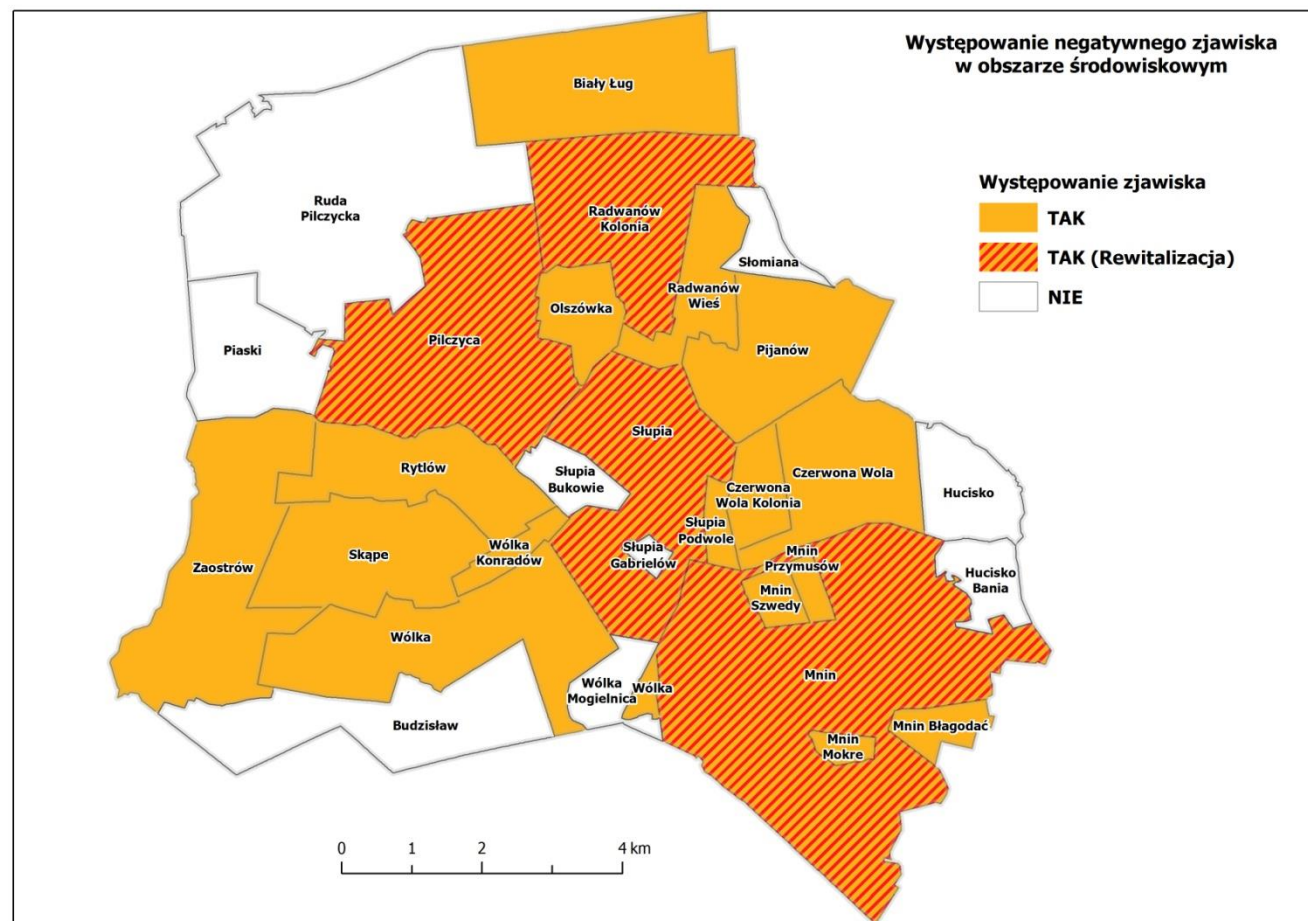 Występowanie negatywnego zjawiska
w obszarze środowiskowym
Występowanie zjawiska
TAK
TAK (Rewitalizacja)
NIE
Biały Ług
Ruda
Pilczycka
Radwanów
Kolonia
Słomiana
Radwanów
Wieś
Olszówka
Pilczyca
Piaski
Pijanów
Słupia
Rytlów
Słupia
Bukowie
Czerwona
Wola Kolonia
Czerwona Wola
Hucisko
Słupia
Podwole
Skąpe
Wólka
Konradów
Słupia
Gabrielów
Mnin
Przymusów
Zaostrów
Hucisko
Bania
Mnin
Szwedy
Wólka
Mnin
Wólka
Mogielnica
Wólka
Budzisław
Mnin Błagodać
Mnin
Mokre
0 1 2 4 km